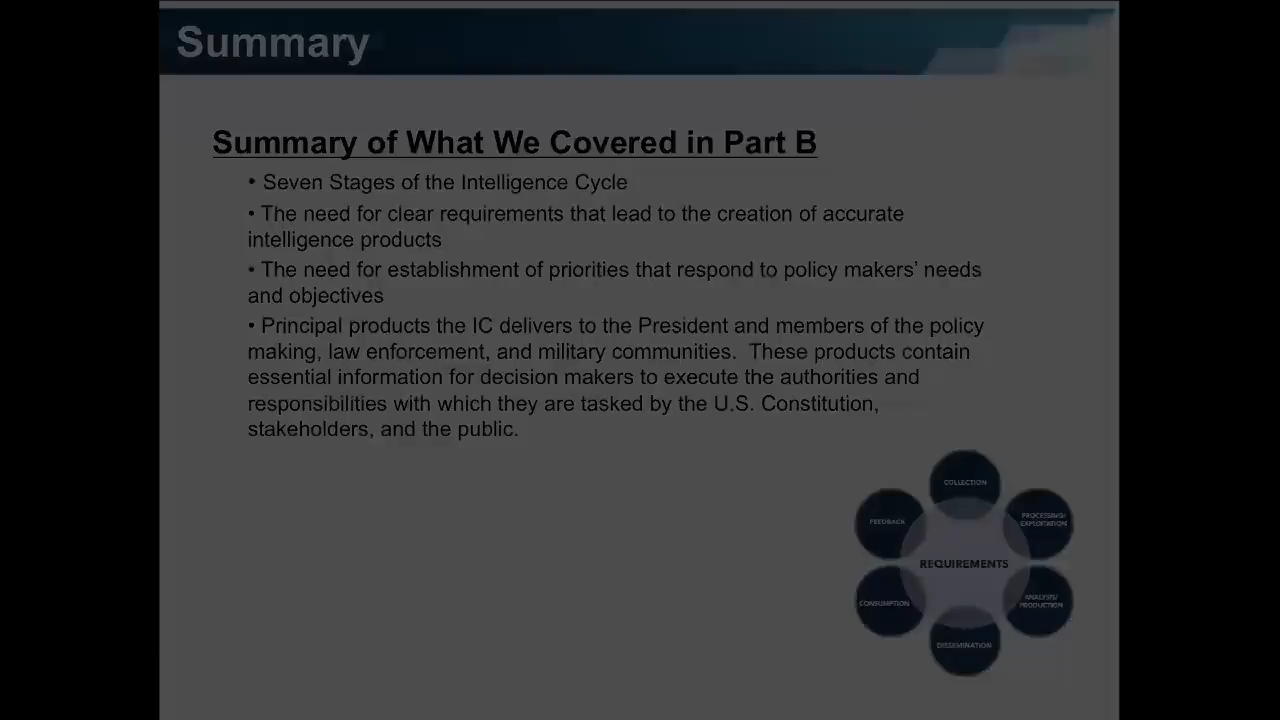 Summary
Summary of What We Covered in Part B
• Seven Stages of the Intelligence Cycle
• The need for clear requirements that lead to the creation of accurate
intelligence products
• The need for establishment of priorities that respond to policy makers’ needs
and objectives
• Principal products the IC delivers to the President and members of the policy
making, law enforcement, and military communities.  These products contain
essential information for decision makers to execute the authorities and
responsibilities with which they are tasked by the U.S. Constitution,
stakeholders, and the public.
COLLECTION
FEEDBACK
PROCESSING/
EXPLOITATION
REQUIREMENTS
CONSUMPTION
ANALYSIS/
PRODUCTION
DISSEMINATION